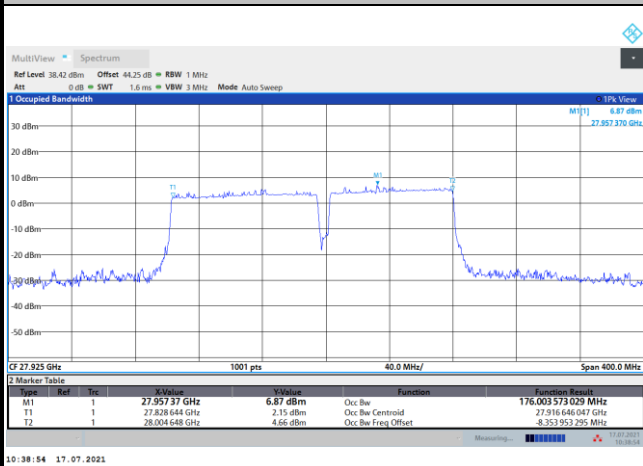 MultiView Spectrum
Ref Level 38.42 dBm Offset 44.25 dB RBW 1 MHz
Att 0 dB SWT 1.6 ms VBW 3 MHz Mode Auto Sweep
1 Occupied Bandwidth 1Pk View
M1[1] 6.87 dBm
27.957 370 GHz
30 dBm
20 dBm
10 dBm
M1
T1
T2
0 dBm
-10 dBm
-20 dBm
-30 dBm
-40 dBm
-50 dBm
CF 27.925 GHz 1001 pts 40.0 MHz/ Span 400.0 MHz
2 Marker Table
Type Ref Trc X-Value Y-Value Function Function Result
M1 1 27.957 37 GHz 6.87 dBm Occ Bw 176.003 573 029 MHz
T1 1 27.828 644 GHz 2.15 dBm Occ Bw Centroid 27.916 646 047 GHz
T2 1 28.004 648 GHz 4.66 dBm Occ Bw Freq Offset -8.353 953 295 MHz
Measuring... 17.07.2021
10:38:54
10:38:54 17.07.2021